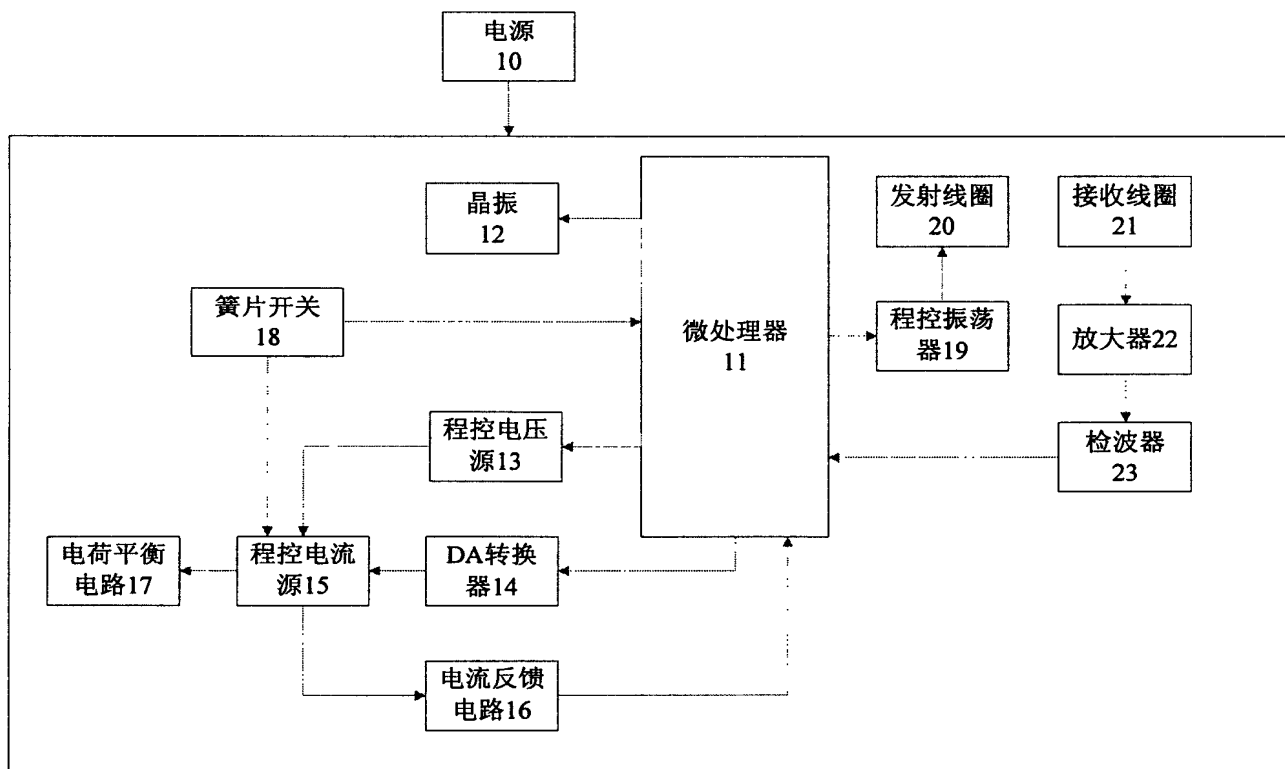 电源
10
晶振
12
发射线圈
20
接收线圈
21
簧片开关
18
微处理器
11
程控振荡
器19
放大器22
程控电压
源13
检波器
23
电荷平衡
电路17
程控电流
源15
DA转换
器14
电流反馈
电路16